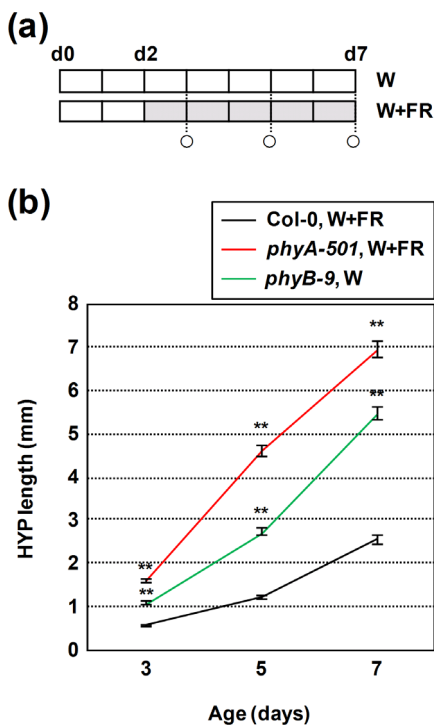 (a)
d0 d2 d7
W
W+FR
(b)
Col-0, W+FR
phyA-501, W+FR
phyB-9, W
8
7
6
5
4
3
2
1
0
HYP length (mm)
**
**
**
**
**
**
3 5 7
Age (days)